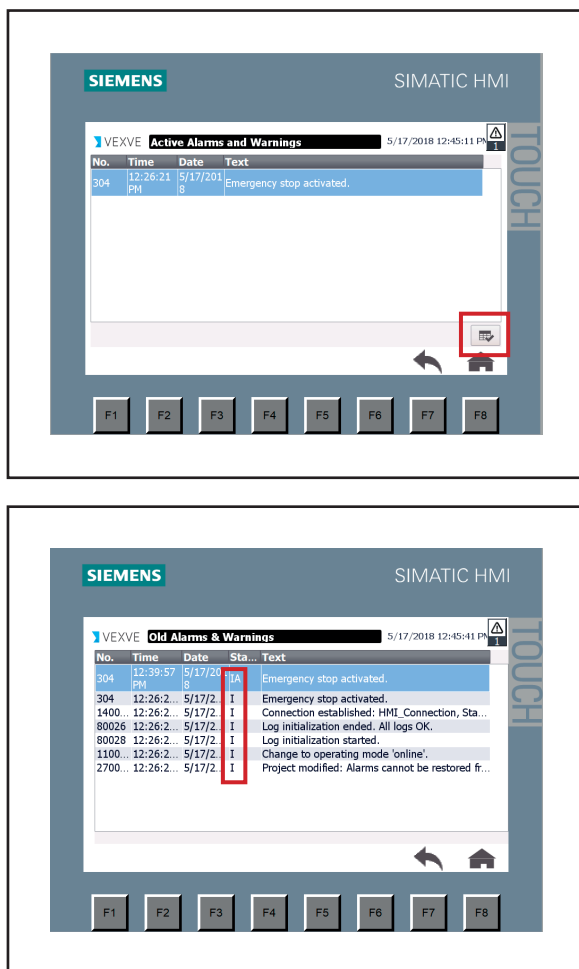 SIEMENS SIMATIC HMI
TOUCH
VEXVE Active Alarms and Warnings 5/17/2018 12:45:11 PM
1
No. Time Date Text
304 12:26:21 PM 5/17/2018 Emergency stop activated.
F1 F2 F3 F4 F5 F6 F7 F8
SIEMENS SIMATIC HMI
TOUCH
VEXVE Old Alarms & Warnings 5/17/2018 12:45:41 PM
1
No. Time Date Sta... Text
304 12:39:57 PM 5/17/2018 IA Emergency stop activated.
304 12:26:2... 5/17/2... I Emergency stop activated.
1400... 12:26:2... 5/17/2... I Connection established: HMI_Connection, Sta...
80026 12:26:2... 5/17/2... I Log initialization ended. All logs OK.
80028 12:26:2... 5/17/2... I Log initialization started.
1100... 12:26:2... 5/17/2... I Change to operating mode 'online'.
2700... 12:26:2... 5/17/2... I Project modified: Alarms cannot be restored fr...
F1 F2 F3 F4 F5 F6 F7 F8